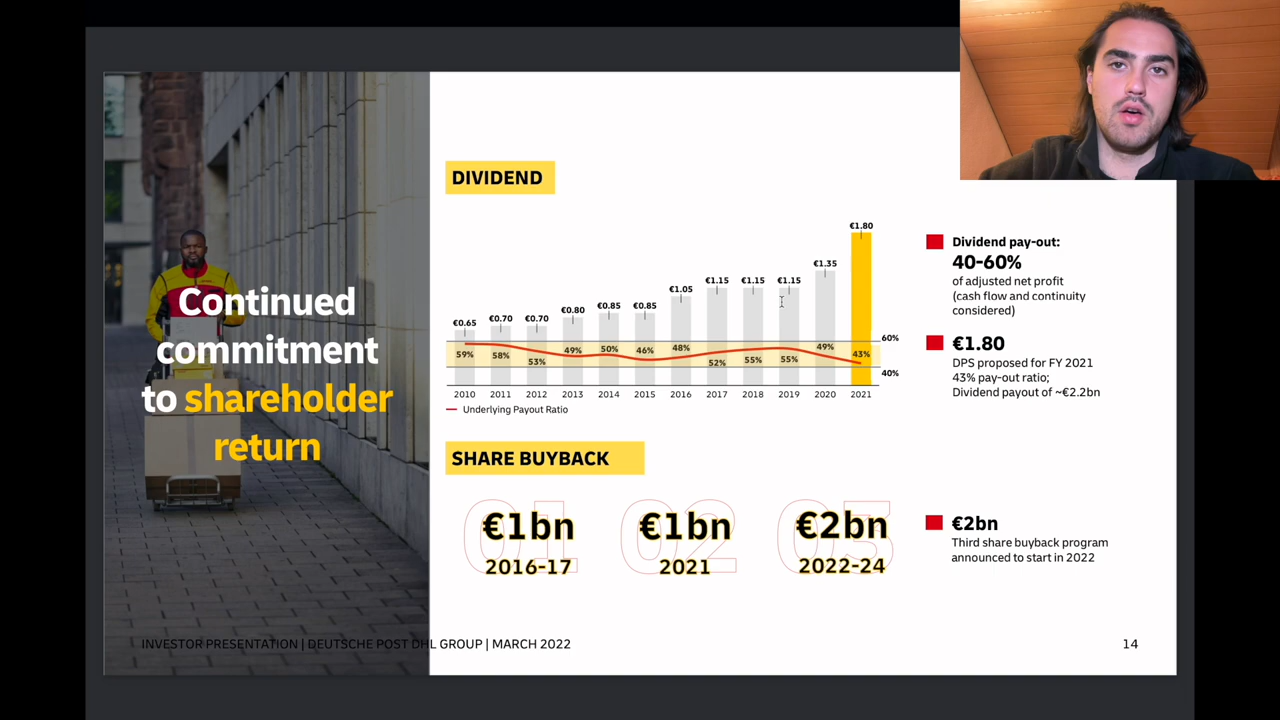 Continued
commitment
to shareholder
return
DIVIDEND
€0.65 €0.70 €0.70 €0.80 €0.85 €0.85 €1.05 €1.15 €1.15 €1.15 €1.35 €1.80
60%
59% 58% 53% 49% 50% 46% 48% 52% 55% 55% 49% 43%
40%
2010 2011 2012 2013 2014 2015 2016 2017 2018 2019 2020 2021
Underlying Payout Ratio
Dividend pay-out:
40-60%
of adjusted net profit
(cash flow and continuity
considered)
€1.80
DPS proposed for FY 2021
43% pay-out ratio;
Dividend payout of ~€2.2bn
SHARE BUYBACK
01 02 03
€1bn €1bn €2bn
2016-17 2021 2022-24
€2bn
Third share buyback program
announced to start in 2022
INVESTOR PRESENTATION | DEUTSCHE POST DHL GROUP | MARCH 2022
14